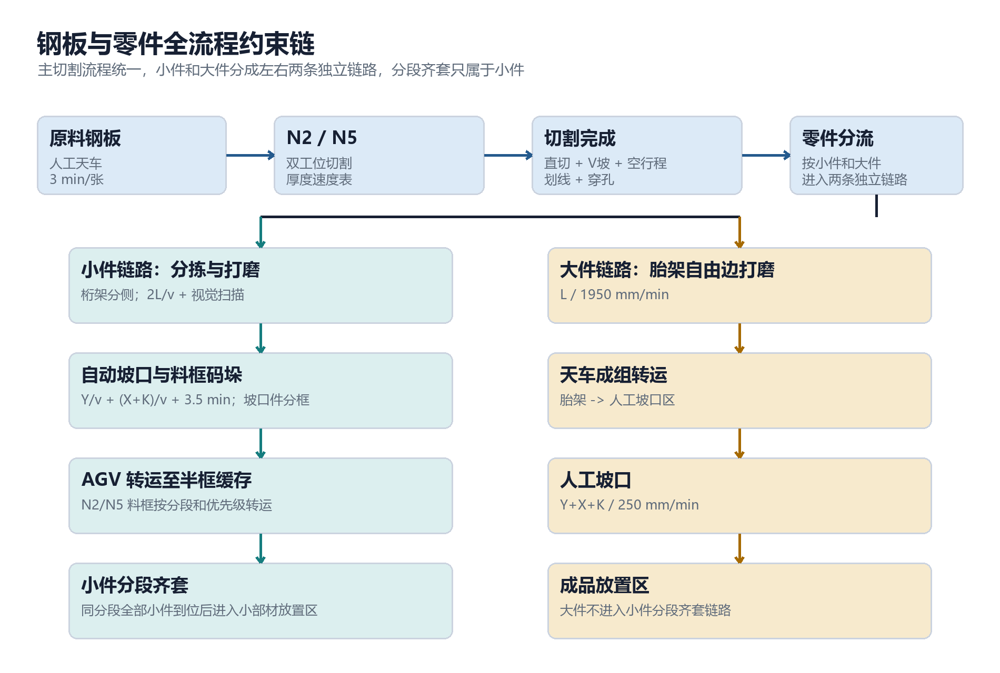 钢板与零件全流程约束链
主切割流程统一，小件和大件分成左右两条独立链路，分段齐套只属于小件
原料钢板
人工天车
3 min/张
N2 / N5
双工位切割
厚度速度表
切割完成
直切 + V坡 + 空行程
划线 + 穿孔
零件分流
按小件和大件
进入两条独立链路
小件链路：分拣与打磨
桁架分侧；2L/v + 视觉扫描
自动坡口与料框码垛
Y/v + (X+K)/v + 3.5 min；坡口件分框
AGV 转运至半框缓存
N2/N5 料框按分段和优先级转运
小件分段齐套
同分段全部小件到位后进入小部材放置区
大件链路：胎架自由边打磨
L / 1950 mm/min
天车成组转运
胎架 -> 人工坡口区
人工坡口
Y+X+K / 250 mm/min
成品放置区
大件不进入小件分段齐套链路